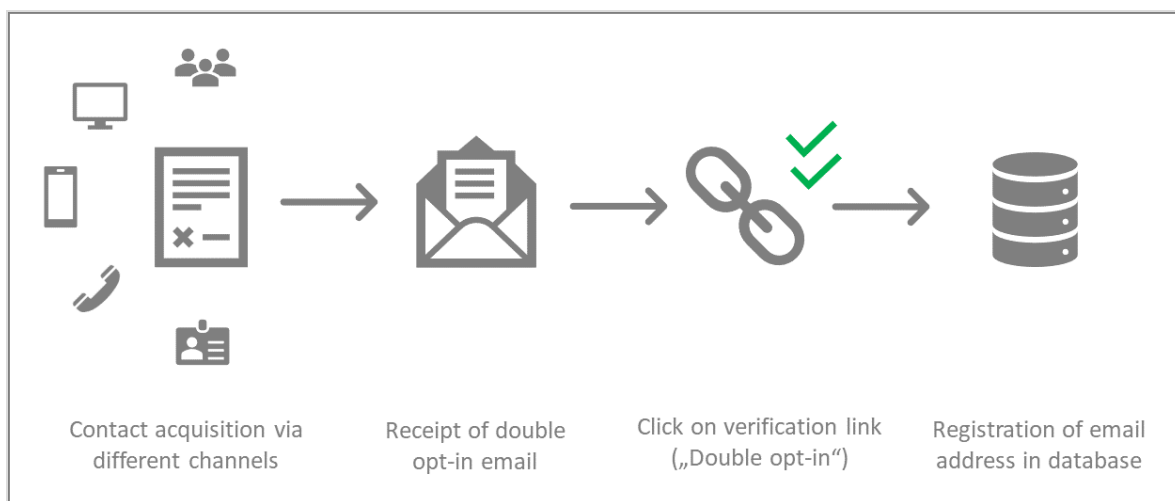 Contact acquisition via
different channels
Receipt of double
opt-in email
Click on verification link
(„Double opt-in“)
Registration of email
address in database